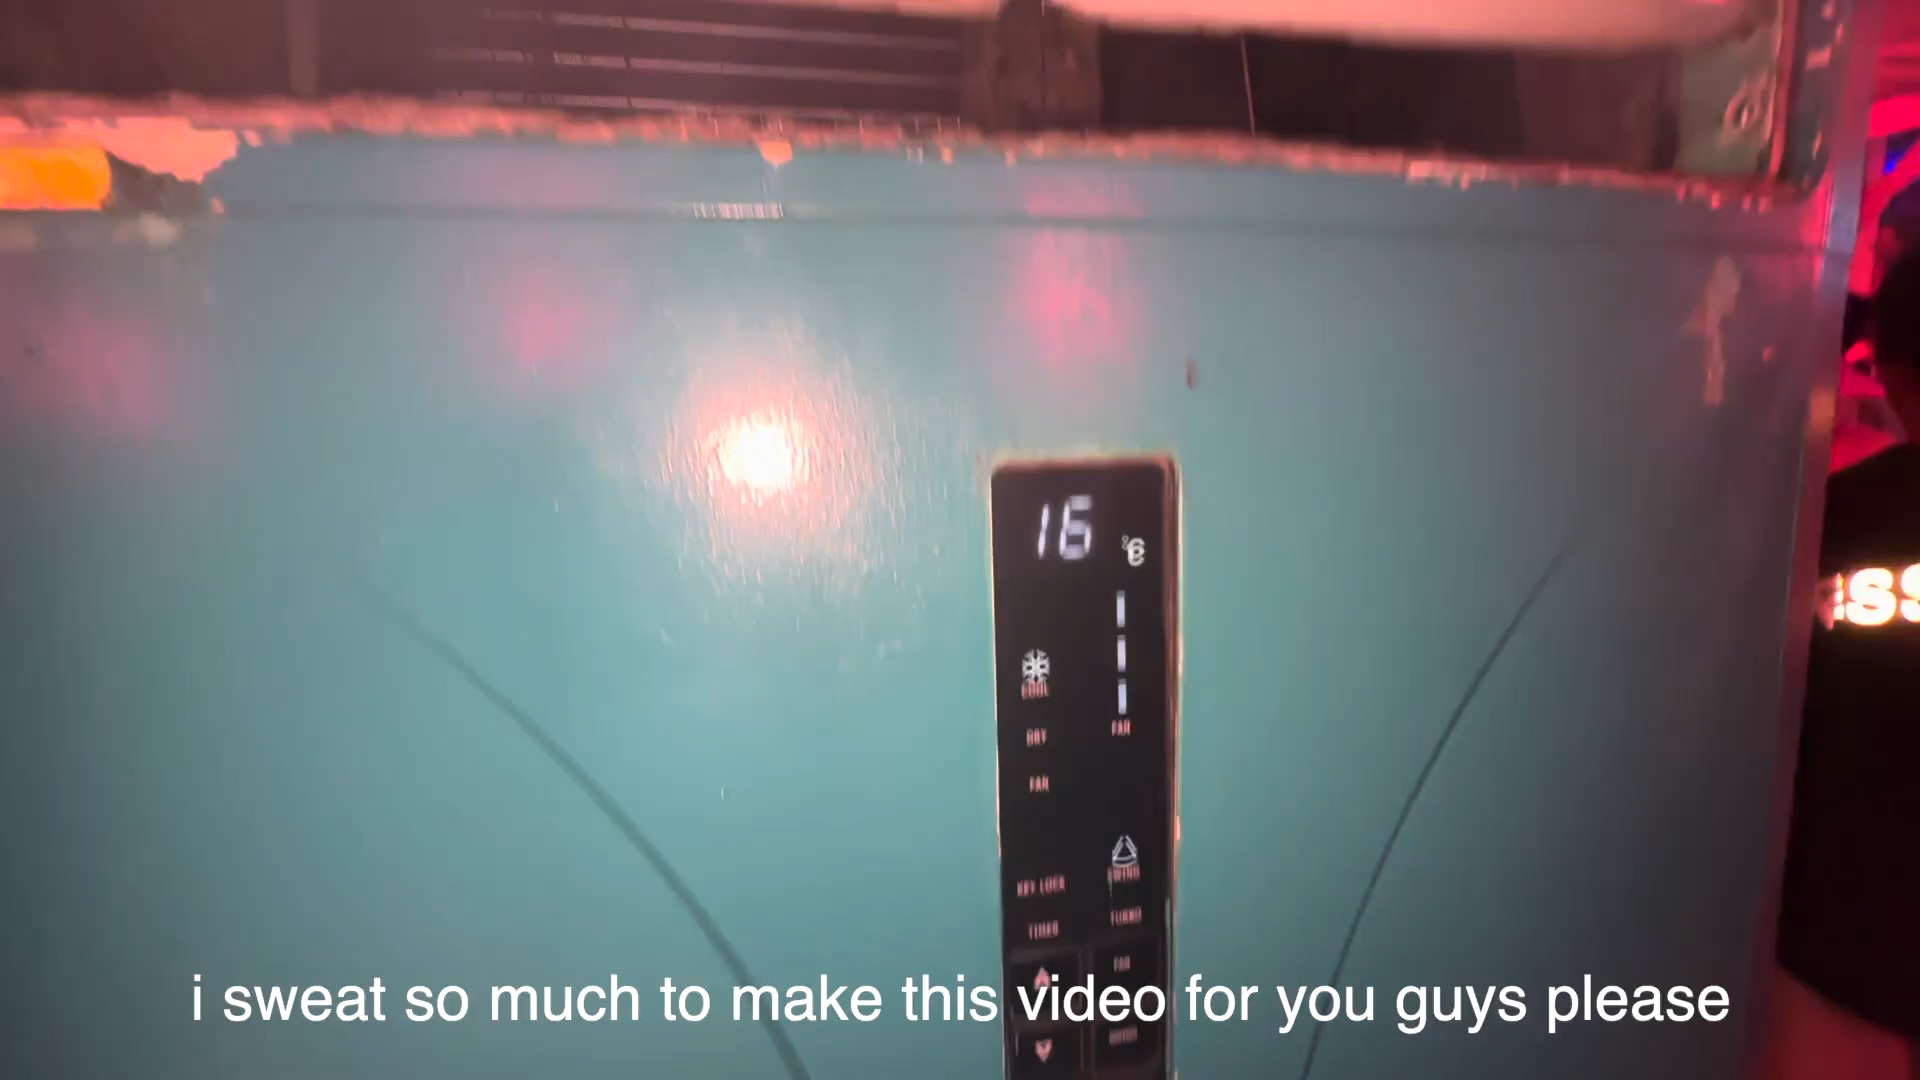 16
COOL
DRY
FAN
FAN
KEY LOCK
SWING
TIMER
TURBO
FAN
i sweat so much to make this video for you guys please